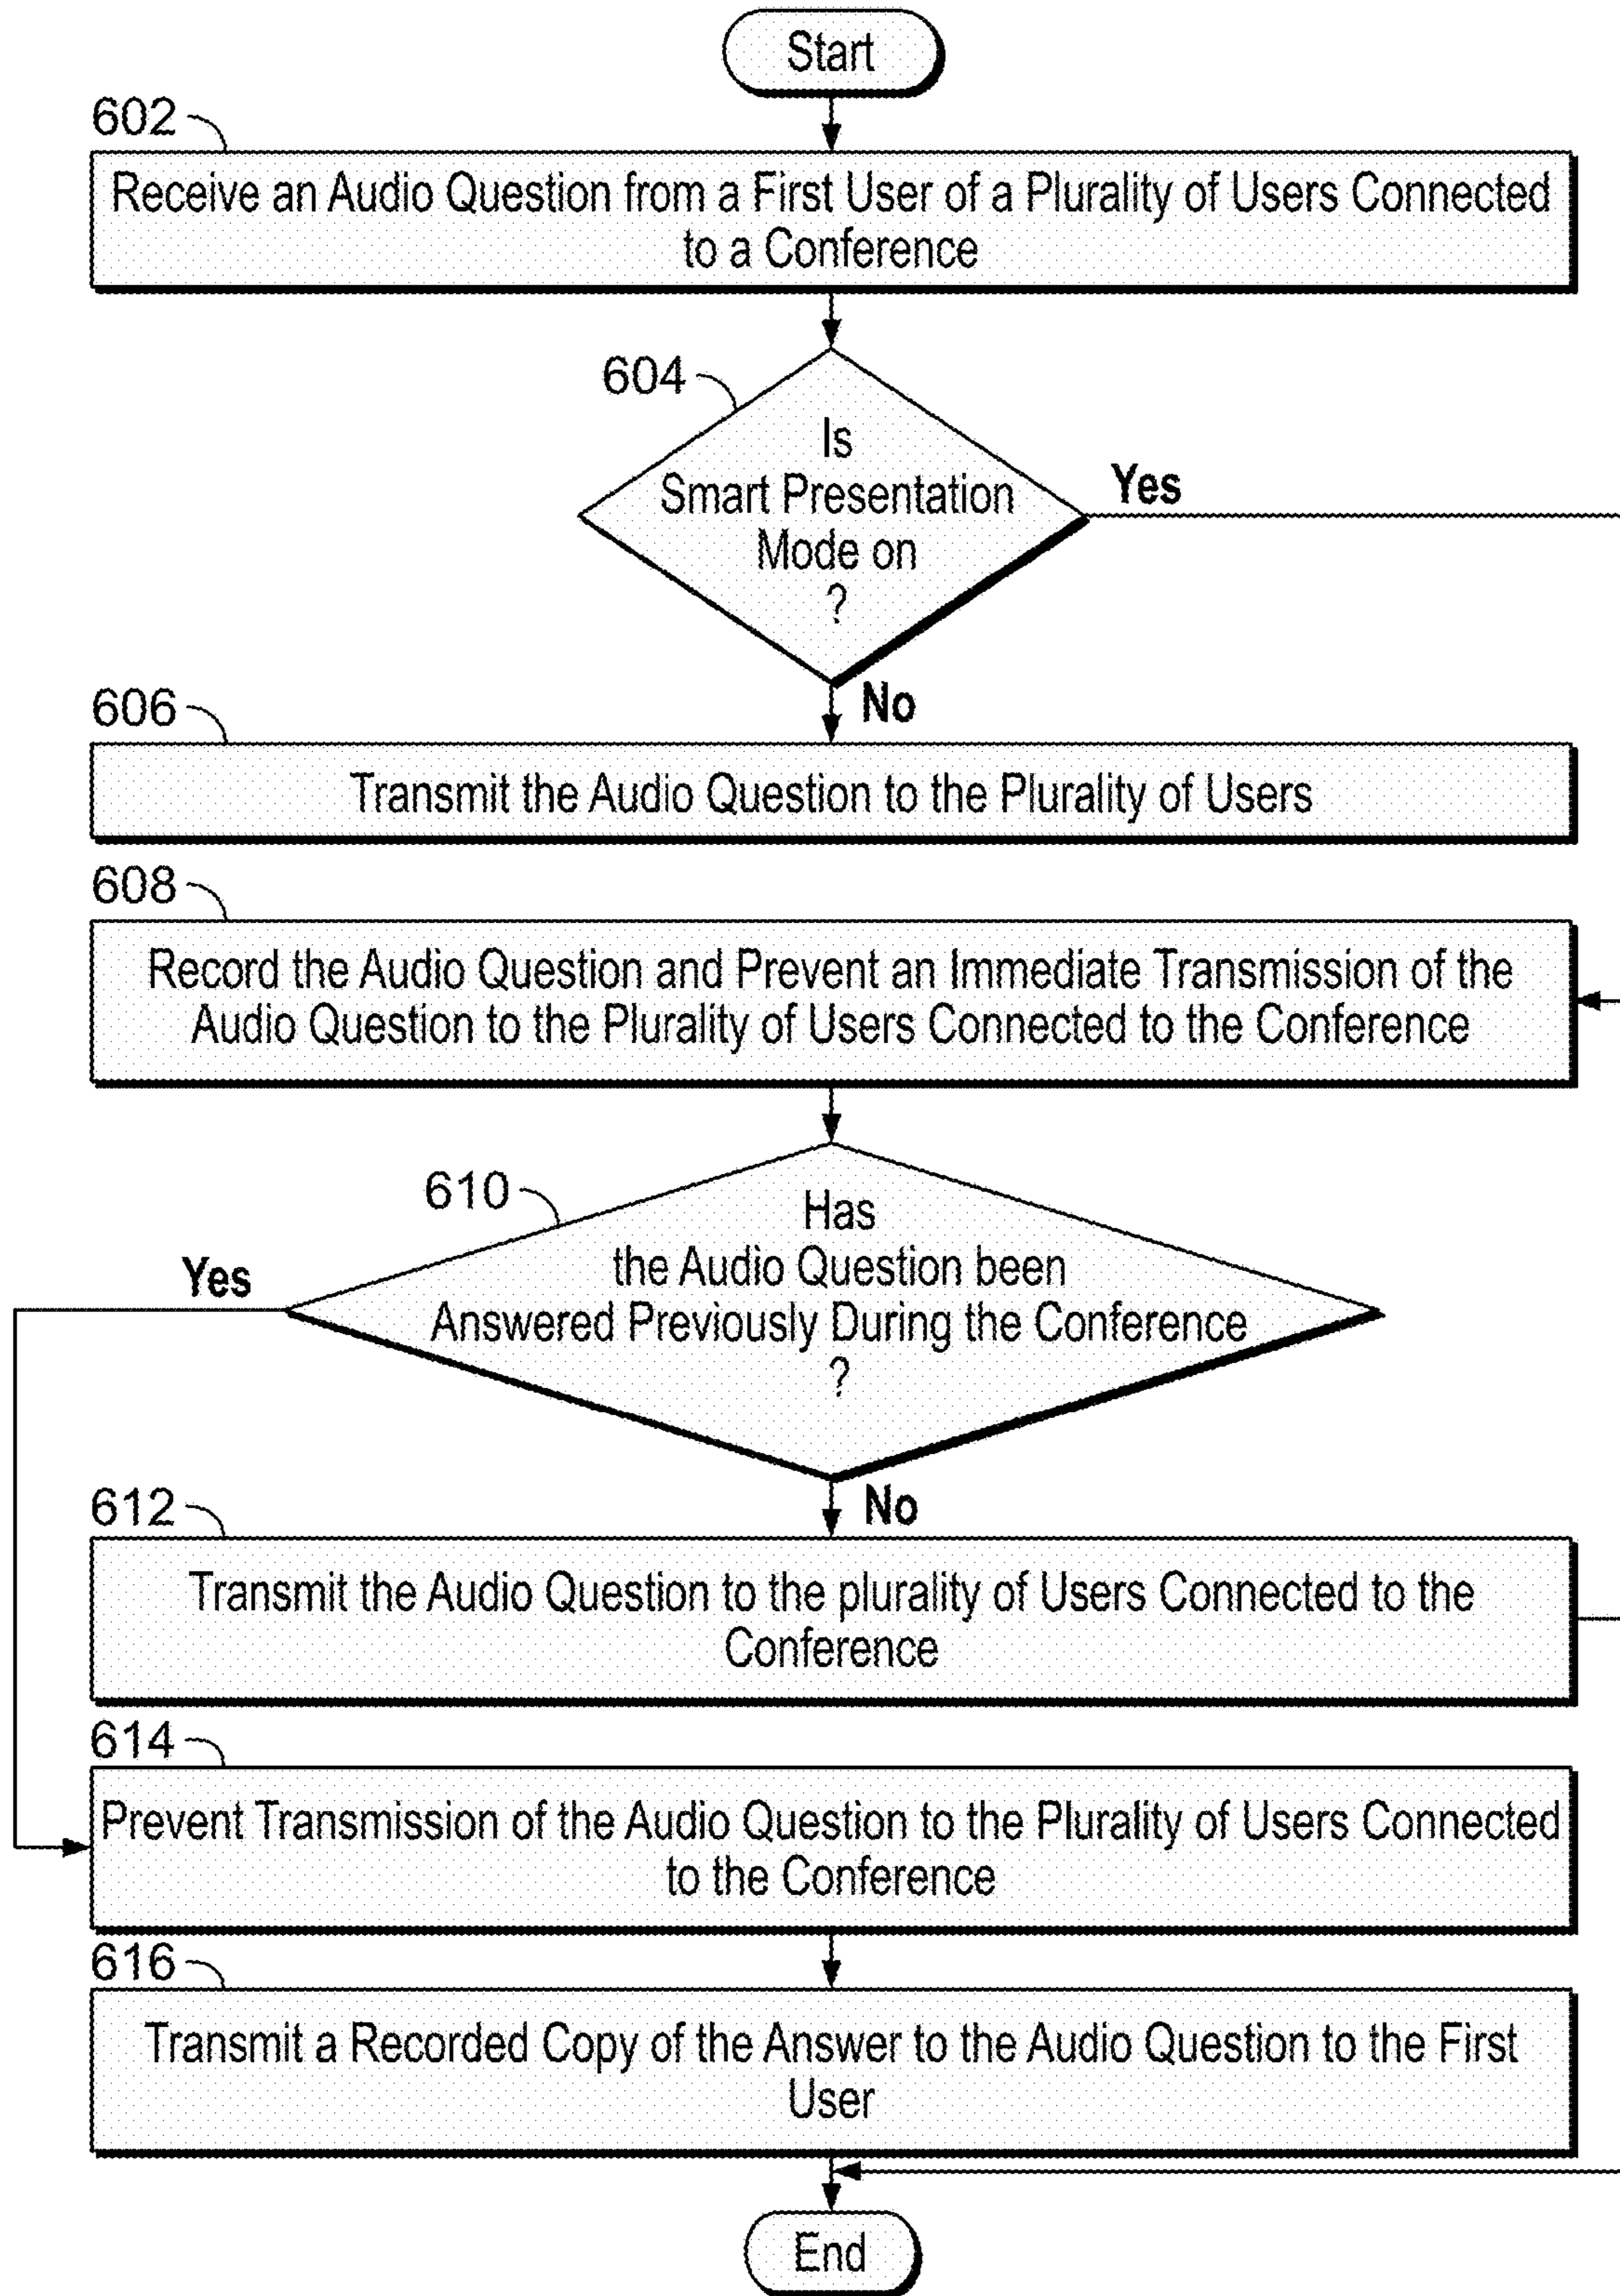 Start
602
Receive an Audio Question from a First User of a Plurality of Users Connected
to a Conference
604
Is
Smart Presentation
Mode on
?
Yes
No
606
Transmit the Audio Question to the Plurality of Users
608
Record the Audio Question and Prevent an Immediate Transmission of the
Audio Question to the Plurality of Users Connected to the Conference
610
Has
the Audio Question been
Answered Previously During the Conference
?
Yes
No
612
Transmit the Audio Question to the plurality of Users Connected to the
Conference
614
Prevent Transmission of the Audio Question to the Plurality of Users Connected
to the Conference
616
Transmit a Recorded Copy of the Answer to the Audio Question to the First
User
End